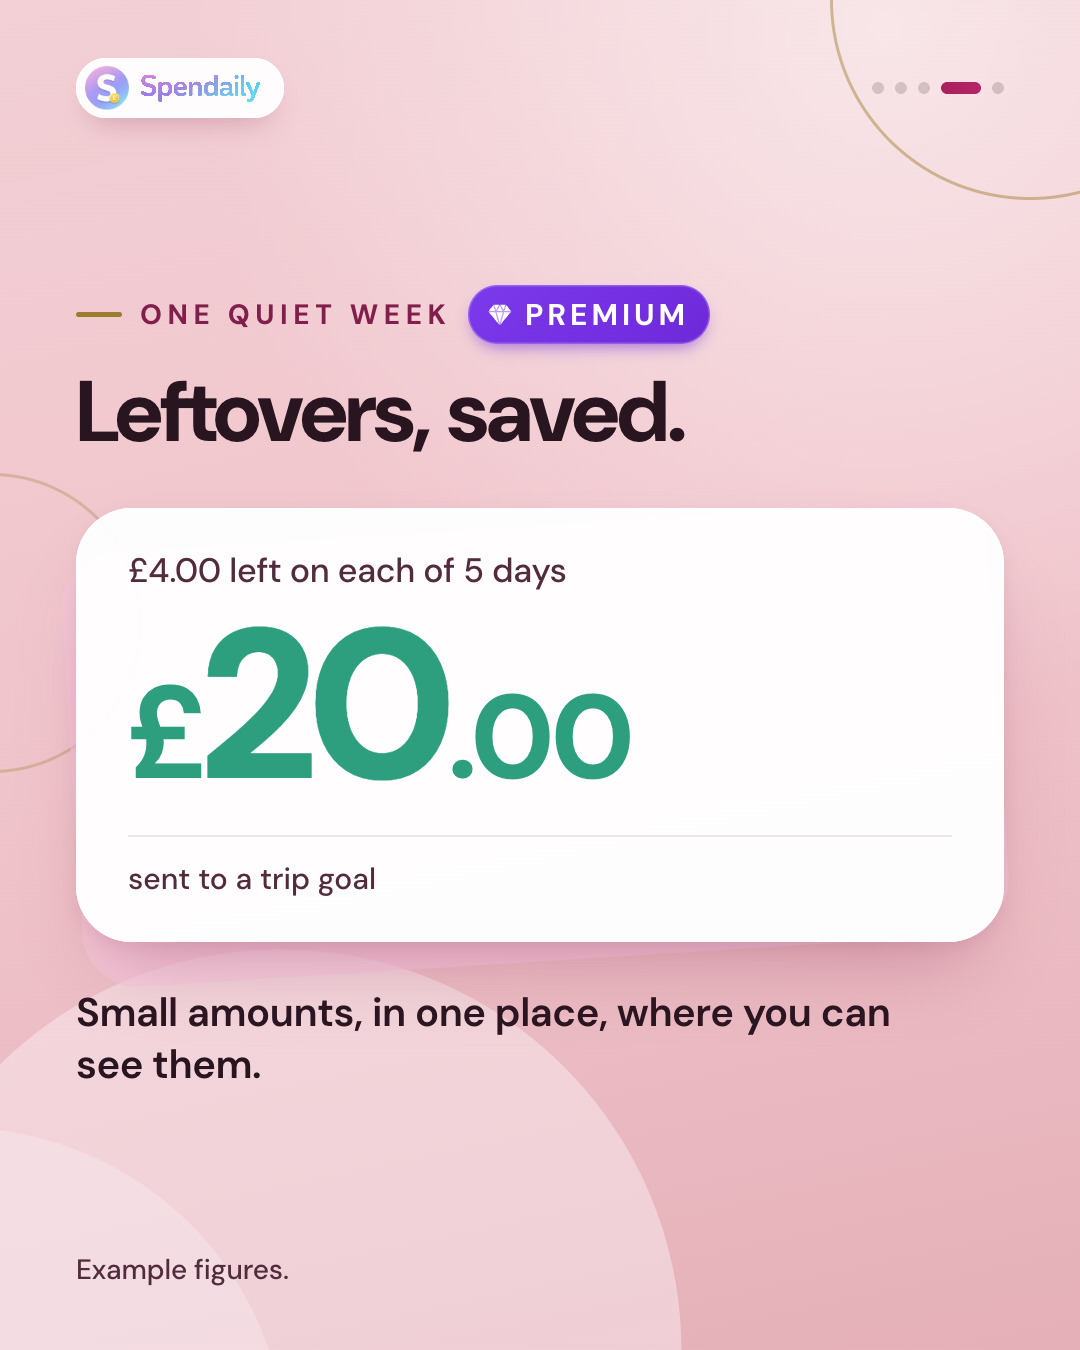 Spendaily
ONE QUIET WEEK PREMIUM
Leftovers, saved.
£4.00 left on each of 5 days
£20.00
sent to a trip goal
Small amounts, in one place, where you can
see them.
Example figures.